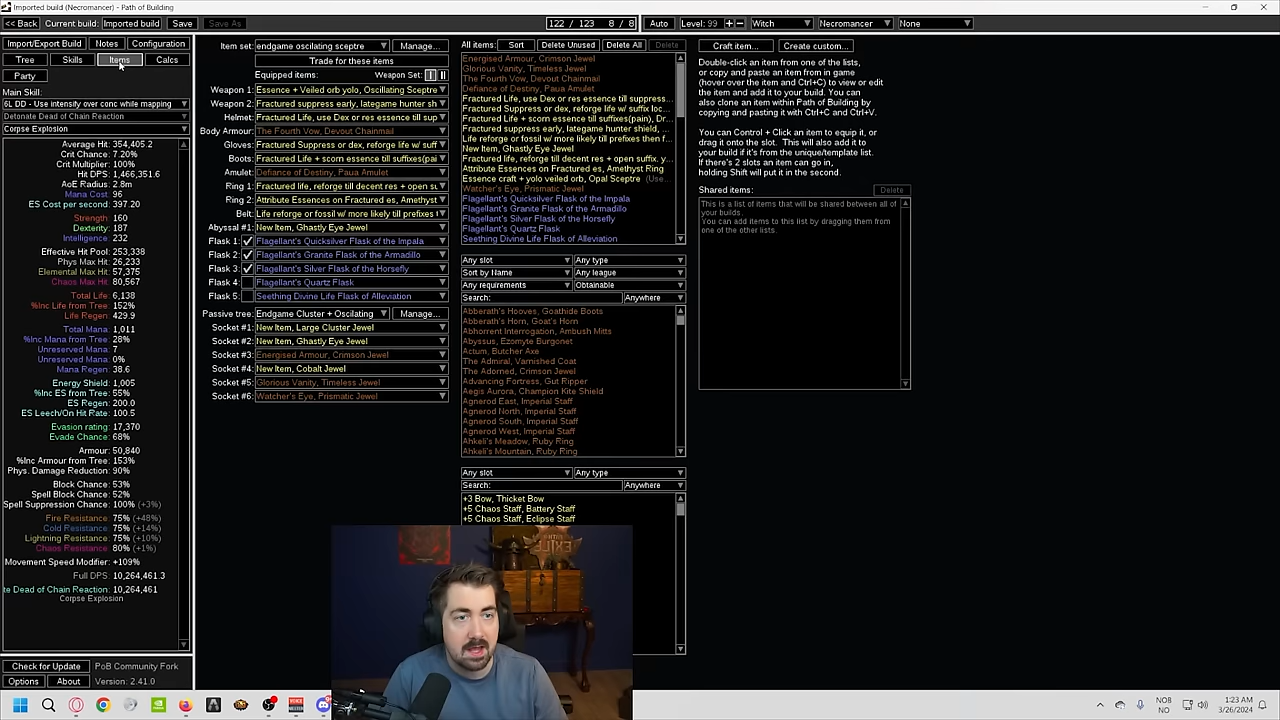 Imported build (Necromancer) - Path of Building
<< Back
Current build:
Imported build
Save
Save As
122 / 123   8 / 8
Auto
Level: 99
Witch
Necromancer
None
Import/Export Build
Notes
Configuration
Tree
Skills
Items
Calcs
Party
Main Skill:
6L DD - Use intensify over conc while mapping
Detonate Dead of Chain Reaction
Corpse Explosion
Average Hit: 354,405.2
Crit Chance: 7.20%
Crit Multiplier: 100%
Hit DPS: 1,466,351.6
AoE Radius: 2.8m
Mana Cost: 96
ES Cost per second: 397.20
Strength: 160
Dexterity: 187
Intelligence: 232
Effective Hit Pool: 253,338
Phys Max Hit: 26,233
Elemental Max Hit: 57,375
Chaos Max Hit: 80,567
Total Life: 6,138
%Inc Life from Tree: 152%
Life Regen: 429.9
Total Mana: 1,011
%Inc Mana from Tree: 28%
Unreserved Mana: 7
Unreserved Mana: 0%
Mana Regen: 38.6
Energy Shield: 1,005
%Inc ES from Tree: 55%
ES Regen: 200.0
ES Leech/On Hit Rate: 100.5
Evasion rating: 17,370
Evade Chance: 68%
Armour: 50,840
%Inc Armour from Tree: 153%
Phys. Damage Reduction: 90%
Block Chance: 53%
Spell Block Chance: 52%
Spell Suppression Chance: 100% (+3%)
Fire Resistance: 75% (+48%)
Cold Resistance: 75% (+14%)
Lightning Resistance: 75% (+10%)
Chaos Resistance: 80% (+1%)
Movement Speed Modifier: +109%
Full DPS: 10,264,461.3
te Dead of Chain Reaction: 10,264,461
Corpse Explosion
Check for Update
PoB Community Fork
Options
About
Version: 2.41.0
Item set:
endgame oscilating sceptre
Manage...
Trade for these items
Equipped items:
Weapon Set:
I
II
Weapon 1: Essence + Veiled orb yolo, Oscillating Sceptre
Weapon 2: Fractured suppress early, lategame hunter sh
Helmet: Fractured Life, use Dex or res essence till sup
Body Armour: The Fourth Vow, Devout Chainmail
Gloves: Fractured Suppress or dex, reforge life w/ suff
Boots: Fractured Life + scorn essence till suffixes(pai
Amulet: Defiance of Destiny, Paua Amulet
Ring 1: Fractured life, reforge till decent res + open su
Ring 2: Attribute Essences on Fractured es, Amethyst
Belt: Life reforge or fossil w/ more likely till prefixes t
Abyssal #1: New Item, Ghastly Eye Jewel
Flask 1: Flagellant's Quicksilver Flask of the Impala
Flask 2: Flagellant's Granite Flask of the Armadillo
Flask 3: Flagellant's Silver Flask of the Horsefly
Flask 4: Flagellant's Quartz Flask
Flask 5: Seething Divine Life Flask of Alleviation
Passive tree: Endgame Cluster + Oscilating
Manage...
Socket #1: New Item, Large Cluster Jewel
Socket #2: New Item, Ghastly Eye Jewel
Socket #3: Energised Armour, Crimson Jewel
Socket #4: New Item, Cobalt Jewel
Socket #5: Glorious Vanity, Timeless Jewel
Socket #6: Watcher's Eye, Prismatic Jewel
All items:
Sort
Delete Unused
Delete All
Delete
Energised Armour, Crimson Jewel
Glorious Vanity, Timeless Jewel
The Fourth Vow, Devout Chainmail
Defiance of Destiny, Paua Amulet
Fractured Life, use Dex or res essence till suppress...
Fractured Suppress or dex, reforge life w/ suffix loc...
Fractured Life + scorn essence till suffixes(pain), Dr...
Fractured suppress early, lategame hunter shield, ...
Life reforge or fossil w/ more likely till prefixes then f...
New Item, Ghastly Eye Jewel
Fractured life, reforge till decent res + open suffix. y...
Attribute Essences on Fractured es, Amethyst Ring
Essence craft + yolo veiled orb, Opal Sceptre (Use...
Watcher's Eye, Prismatic Jewel
Flagellant's Quicksilver Flask of the Impala
Flagellant's Granite Flask of the Armadillo
Flagellant's Silver Flask of the Horsefly
Flagellant's Quartz Flask
Seething Divine Life Flask of Alleviation
Any slot
Any type
Sort by Name
Any league
Any requirements
Obtainable
Search:
Anywhere
Abberath's Hooves, Goathide Boots
Abberath's Horn, Goat's Horn
Abhorrent Interrogation, Ambush Mitts
Abyssus, Ezomyte Burgonet
Actum, Butcher Axe
The Admiral, Varnished Coat
The Adorned, Crimson Jewel
Advancing Fortress, Gut Ripper
Aegis Aurora, Champion Kite Shield
Agnerod East, Imperial Staff
Agnerod North, Imperial Staff
Agnerod South, Imperial Staff
Agnerod West, Imperial Staff
Ahkeli's Meadow, Ruby Ring
Ahkeli's Mountain, Ruby Ring
Any slot
Any type
Search:
Anywhere
+3 Bow, Thicket Bow
+5 Chaos Staff, Battery Staff
+5 Chaos Staff, Eclipse Staff
Craft item...
Create custom...
Double-click an item from one of the lists,
or copy and paste an item from in game
(hover over the item and Ctrl+C) to view or edit
the item and add it to your build. You can
also clone an item within Path of Building by
copying and pasting it with Ctrl+C and Ctrl+V.
You can Control + Click an item to equip it, or
drag it onto the slot. This will also add it to
your build if it's from the unique/template list.
If there's 2 slots an item can go in,
holding Shift will put it in the second.
Shared items:
Delete
This is a list of items that will be shared between all of
your builds.
You can add items to this list by dragging them from
one of the other lists.
EXILE
NOR
NO
1:23 AM
3/26/2024